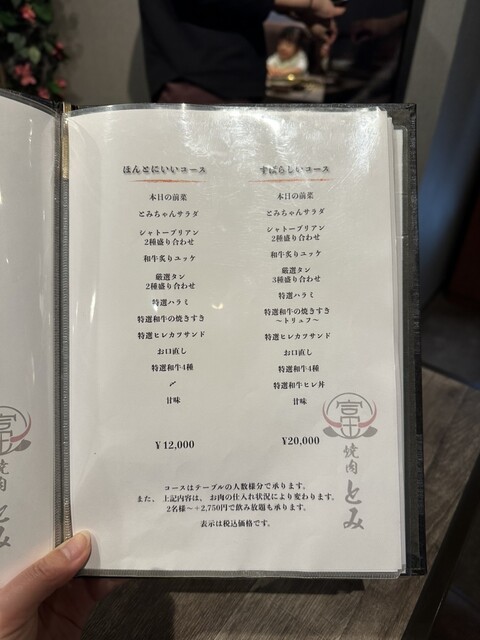 ほんとにいいコース
本日の前菜
とみちゃんサラダ
シャトーブリアン
2種盛り合わせ
和牛炙りユッケ
厳選タン
2種盛り合わせ
特選ハラミ
特選和牛の焼きすき
特選ヒレカツサンド
お口直し
特選和牛4種
〆
甘味
¥12,000
すばらしいコース
本日の前菜
とみちゃんサラダ
シャトーブリアン
2種盛り合わせ
和牛炙りユッケ
厳選タン
3種盛り合わせ
特選ハラミ
特選和牛の焼きすき
～トリュフ～
特選ヒレカツサンド
お口直し
特選和牛4種
特選和牛ヒレ丼
甘味
¥20,000
コースはテーブルの人数様分で承ります。
また、上記内容は、お肉の仕入れ状況により変わります。
2名様～+2,750円で飲み放題も承ります。
表示は税込価格です。
富
焼肉とみ
富
焼肉とみ